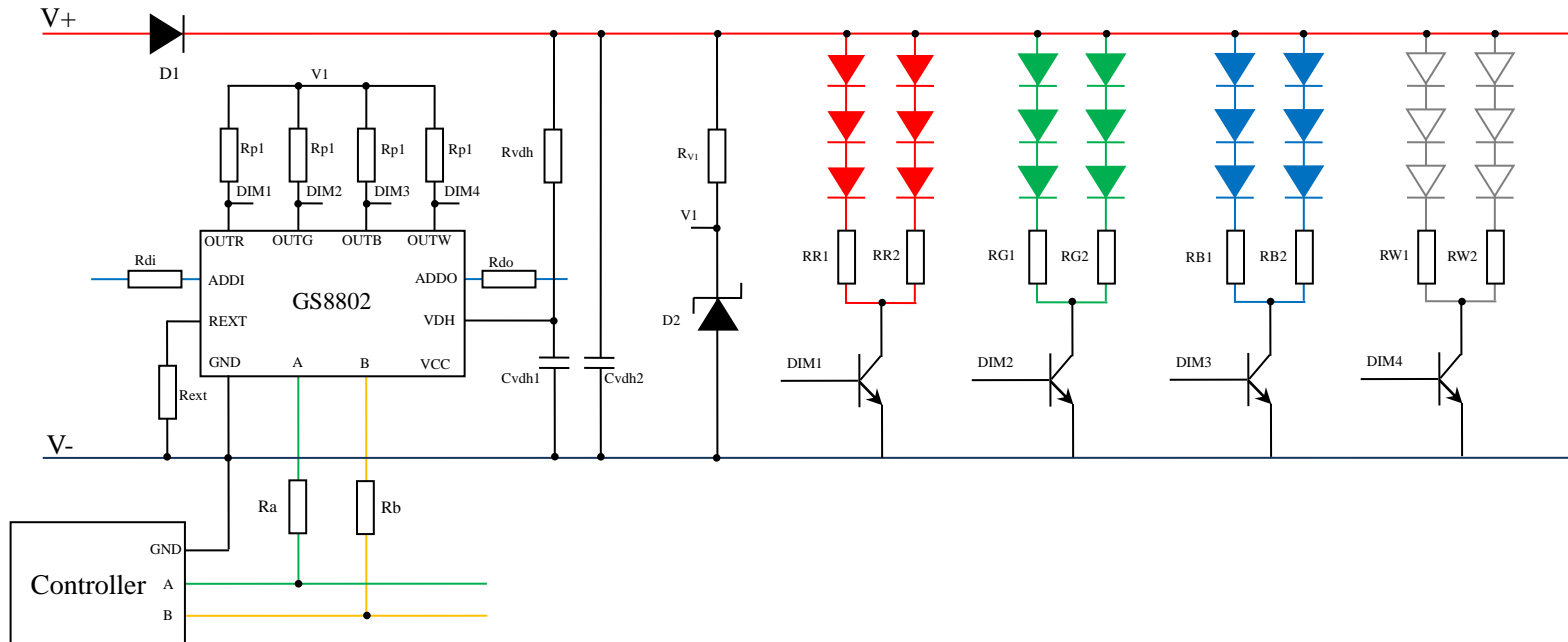 V+
D1
V1
Rp1
Rp1
Rp1
Rp1
Rvdh
RV1
DIM1
DIM2
DIM3
DIM4
V1
OUTR
OUTG
OUTB
OUTW
Rdi
ADDI
ADDO
Rdo
GS8802
REXT
VDH
GND
A
B
VCC
Rext
Cvdh1
Cvdh2
D2
RR1
RR2
RG1
RG2
RB1
RB2
RW1
RW2
DIM1
DIM2
DIM3
DIM4
V-
Ra
Rb
GND
Controller
A
B